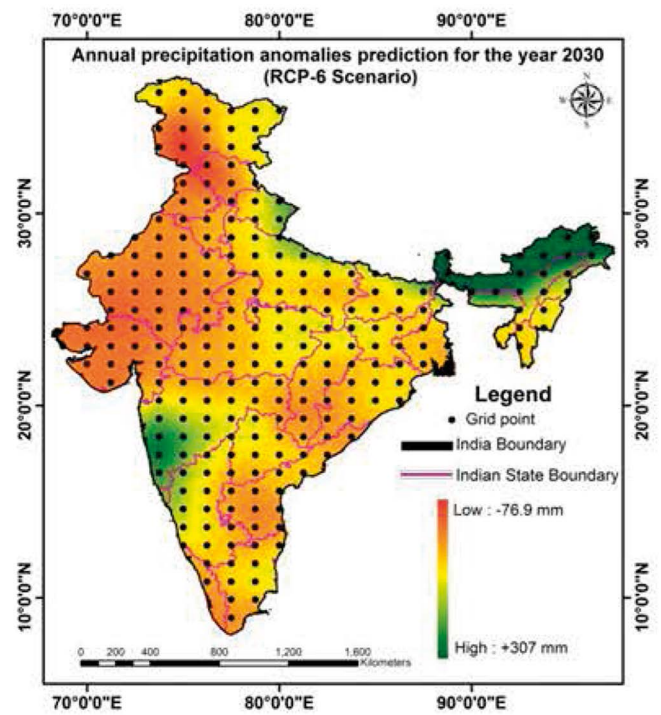 70°0'0"E 80°0'0"E 90°0'0"E
Annual precipitation anomalies prediction for the year 2030
(RCP-6 Scenario)
N
W E
S
30°0'0"N 30°0'0"N
20°0'0"N 20°0'0"N
10°0'0"N 10°0'0"N
Legend
Grid point
India Boundary
Indian State Boundary
Low : -76.9 mm
High : +307 mm
0 200 400 800 1,200 1,600
Kilometers
70°0'0"E 80°0'0"E 90°0'0"E